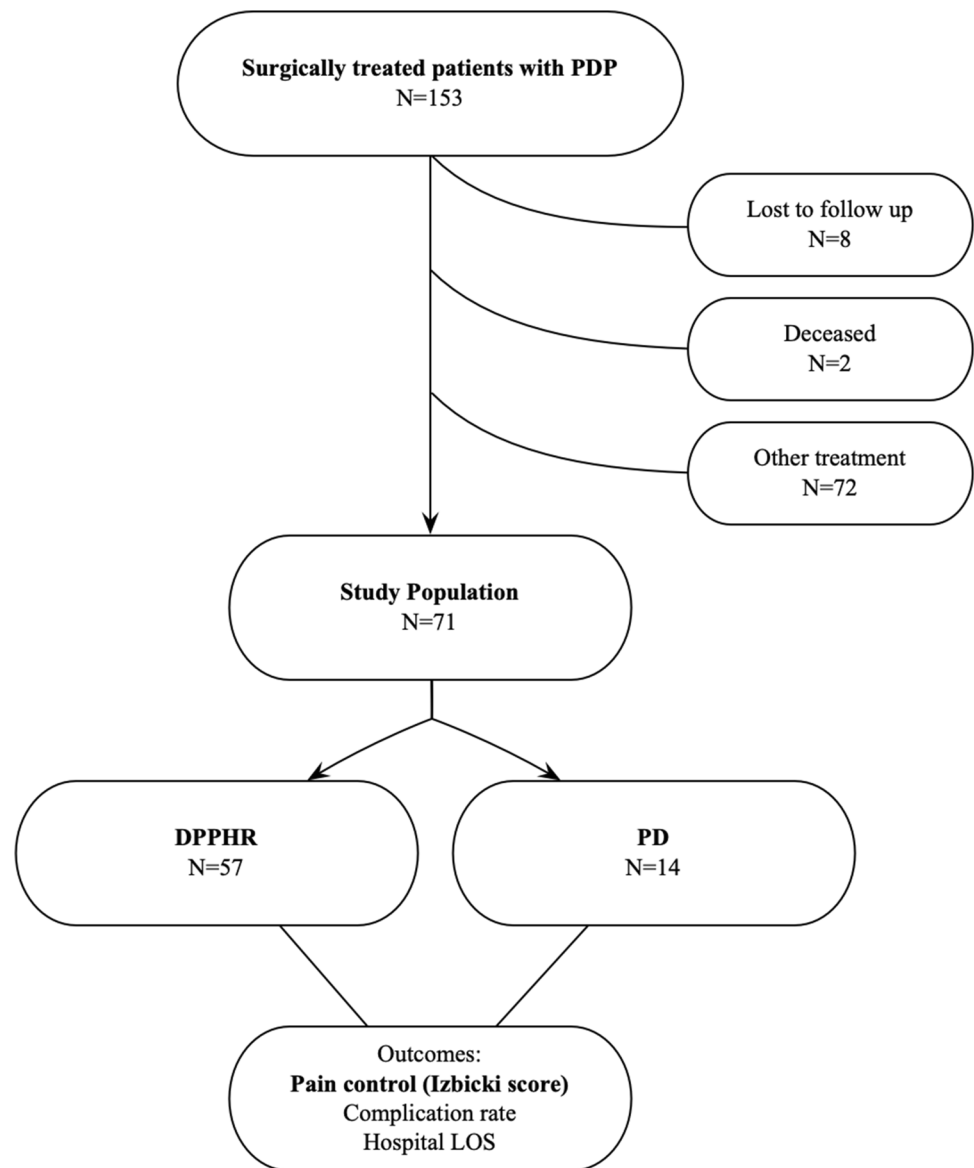 Surgically treated patients with PDP
N=153
Lost to follow up
N=8
Deceased
N=2
Other treatment
N=72
Study Population
N=71
DPPHR
N=57
PD
N=14
Outcomes:
Pain control (Izbicki score)
Complication rate
Hospital LOS